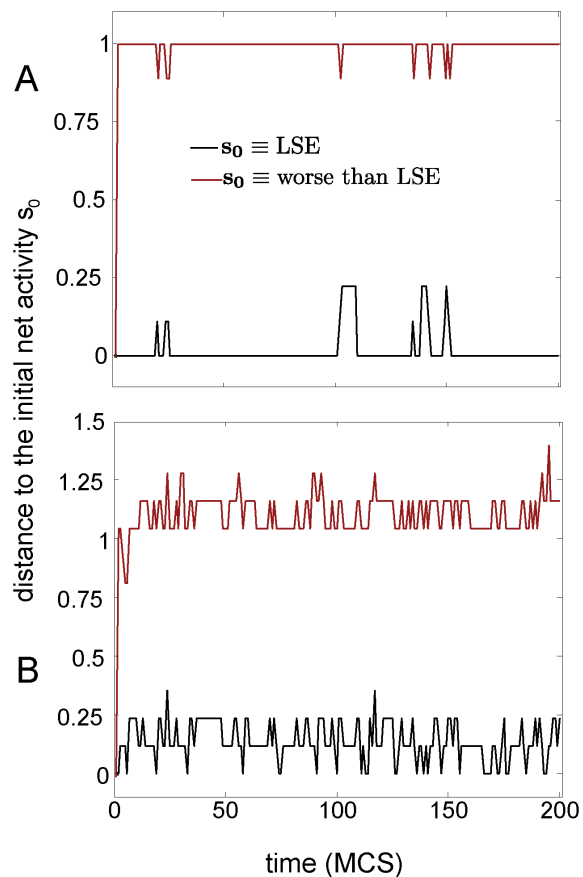 A
1
0.75
0.5
0.25
0
s₀ ≡ LSE
s₀ ≡ worse than LSE
distance to the initial net activity s₀
B
1.5
1.25
1
0.75
0.25
0
0
50
100
150
200
time (MCS)